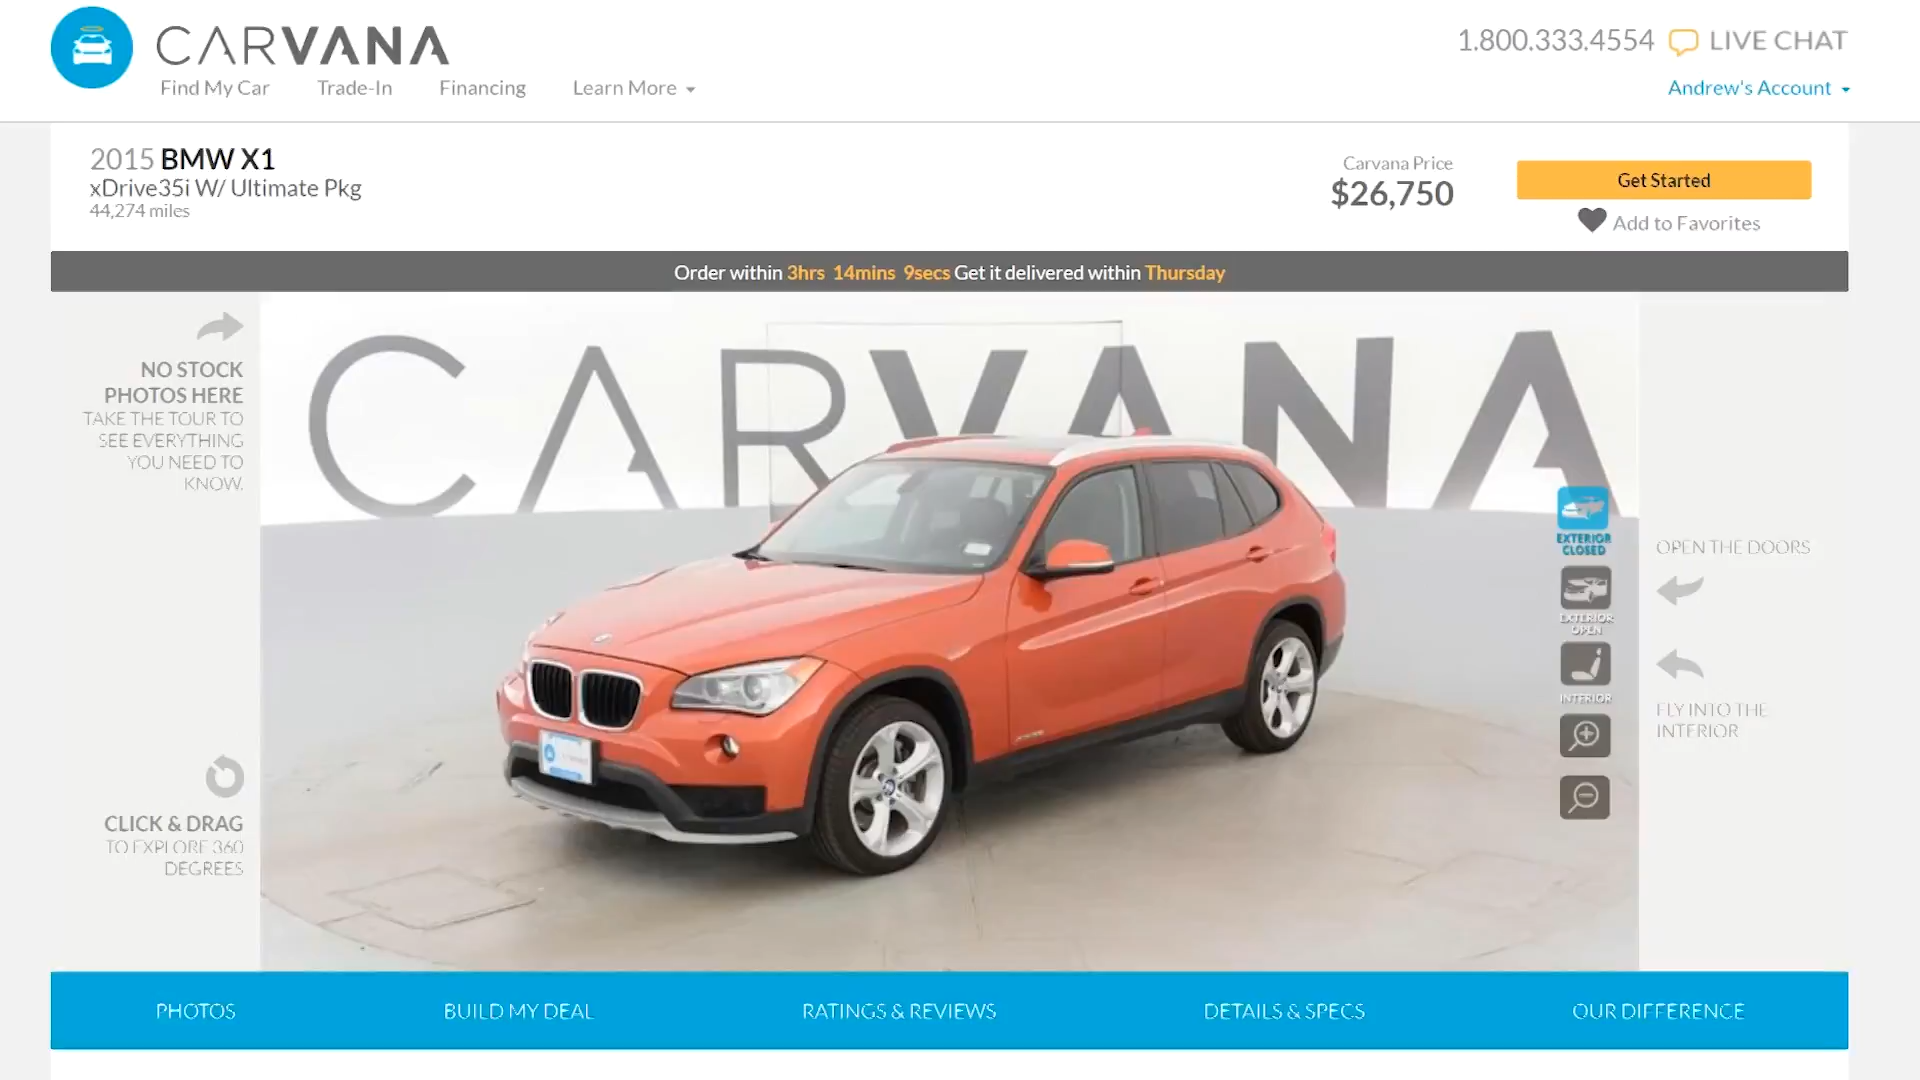 CARVANA
1.800.333.4554 LIVE CHAT
Find My Car Trade-In Financing Learn More
Andrew's Account
2015 BMW X1
xDrive35i W/ Ultimate Pkg
44,274 miles
Carvana Price
$26,750
Get Started
Add to Favorites
Order within 3hrs 14mins 9secs Get it delivered within Thursday
NO STOCK
PHOTOS HERE
TAKE THE TOUR TO
SEE EVERYTHING
YOU NEED TO
KNOW.
CARVANA
EXTERIOR
CLOSED
OPEN THE DOORS
EXTERIOR
OPEN
INTERIOR
FLY INTO THE
INTERIOR
CLICK & DRAG
TO EXPLORE 360
DEGREES
PHOTOS BUILD MY DEAL RATINGS & REVIEWS DETAILS & SPECS OUR DIFFERENCE